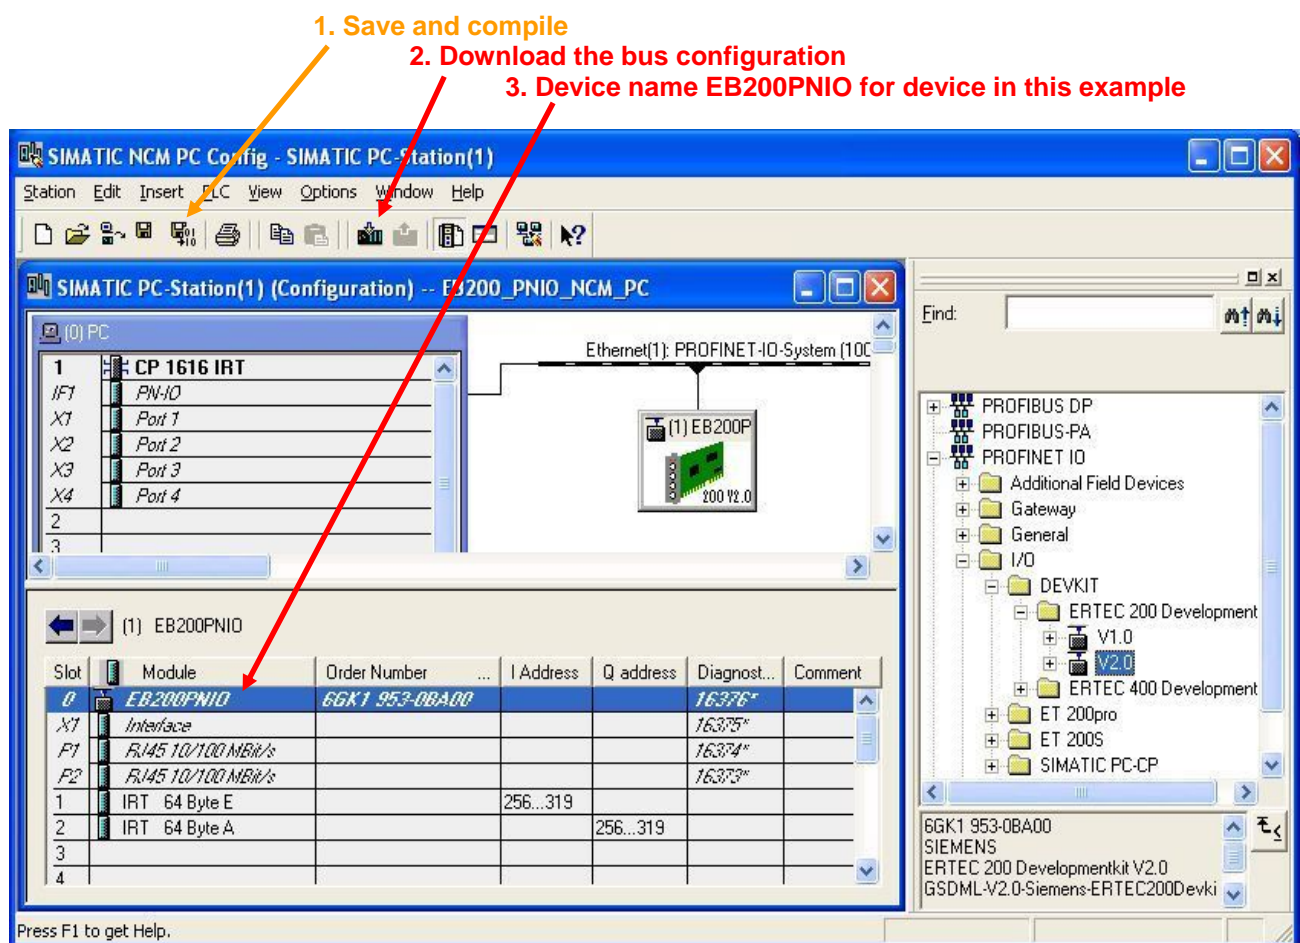 1. Save and compile
2. Download the bus configuration
3. Device name EB200PNIO for device in this example
SIMATIC NCM PC Config - SIMATIC PC-Station(1)
Station Edit Insert PLC View Options Window Help
SIMATIC PC-Station(1) (Configuration) -- EB200_PNIO_NCM_PC
(0) PC
1 CP 1616 IRT
IF1 PN-IO
X1 Port 1
X2 Port 2
X3 Port 3
X4 Port 4
2
3
Ethernet(1): PROFINET-IO-System (100
(1) EB200P
200 V2.0
(1) EB200PNIO
Slot Module Order Number ... I Address Q address Diagnost... Comment
0 EB200PNIO 6GK1 953-0BA00 16376*
X1 Interface 16375*
P1 RJ45 10/100 MBit/s 16374*
P2 RJ45 10/100 MBit/s 16373*
1 IRT 64 Byte E 256...319
2 IRT 64 Byte A 256...319
3
4
Find:
PROFIBUS DP
PROFIBUS-PA
PROFINET IO
Additional Field Devices
Gateway
General
I/O
DEVKIT
ERTEC 200 Development
V1.0
V2.0
ERTEC 400 Development
ET 200pro
ET 200S
SIMATIC PC-CP
6GK1 953-0BA00
SIEMENS
ERTEC 200 Developmentkit V2.0
GSDML-V2.0-Siemens-ERTEC200Devki
Press F1 to get Help.